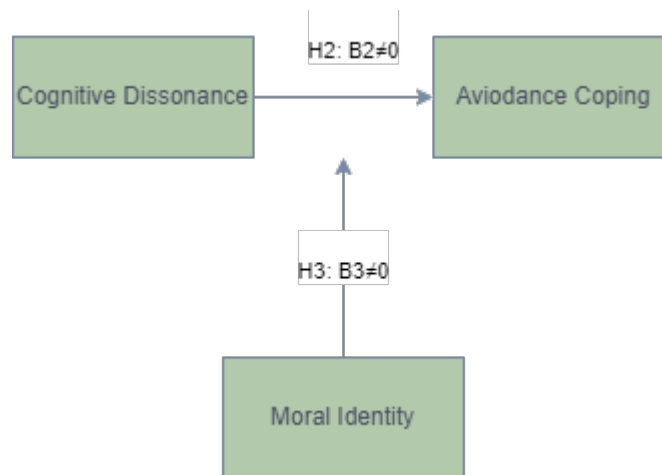 H2: B2≠0
Cognitive Dissonance
Aviodance Coping
H3: B3≠0
Moral Identity